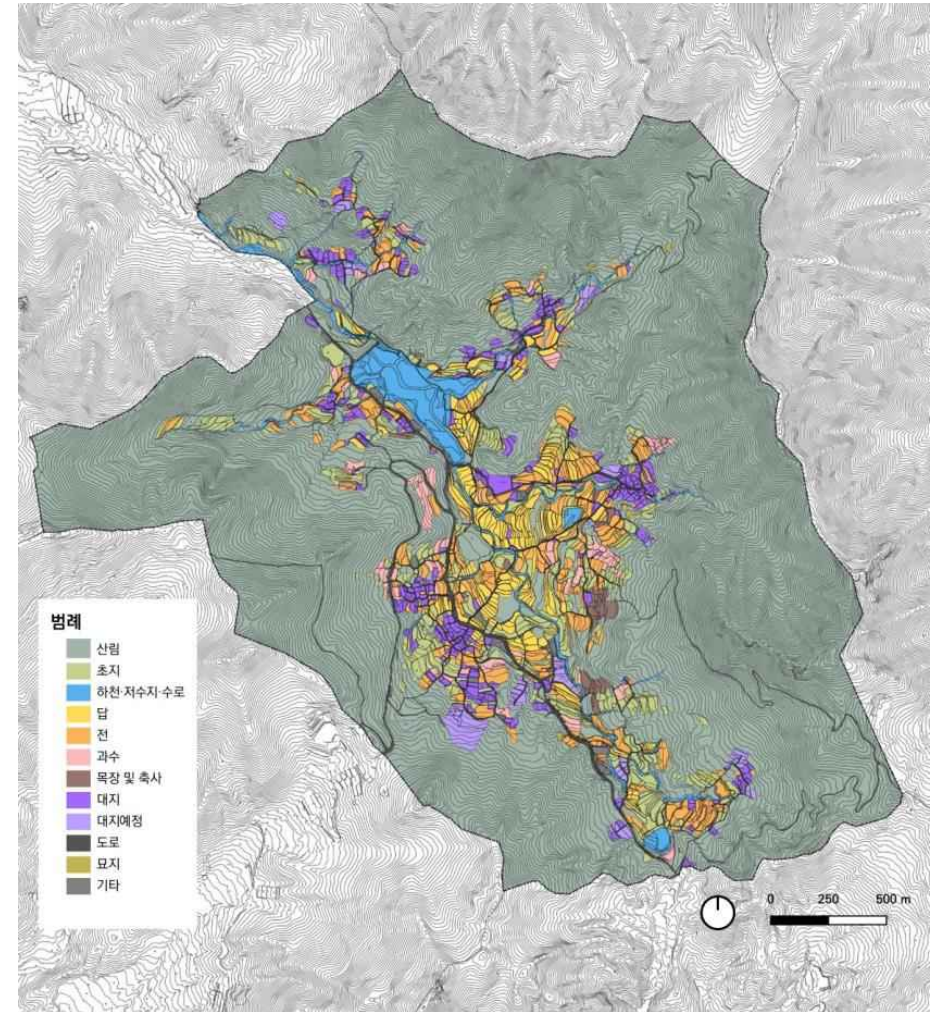 범례
산림
초지
하천·저수지·수로
답
전
과수
목장 및 축사
대지
대지예정
도로
묘지
기타
0 250 500 m